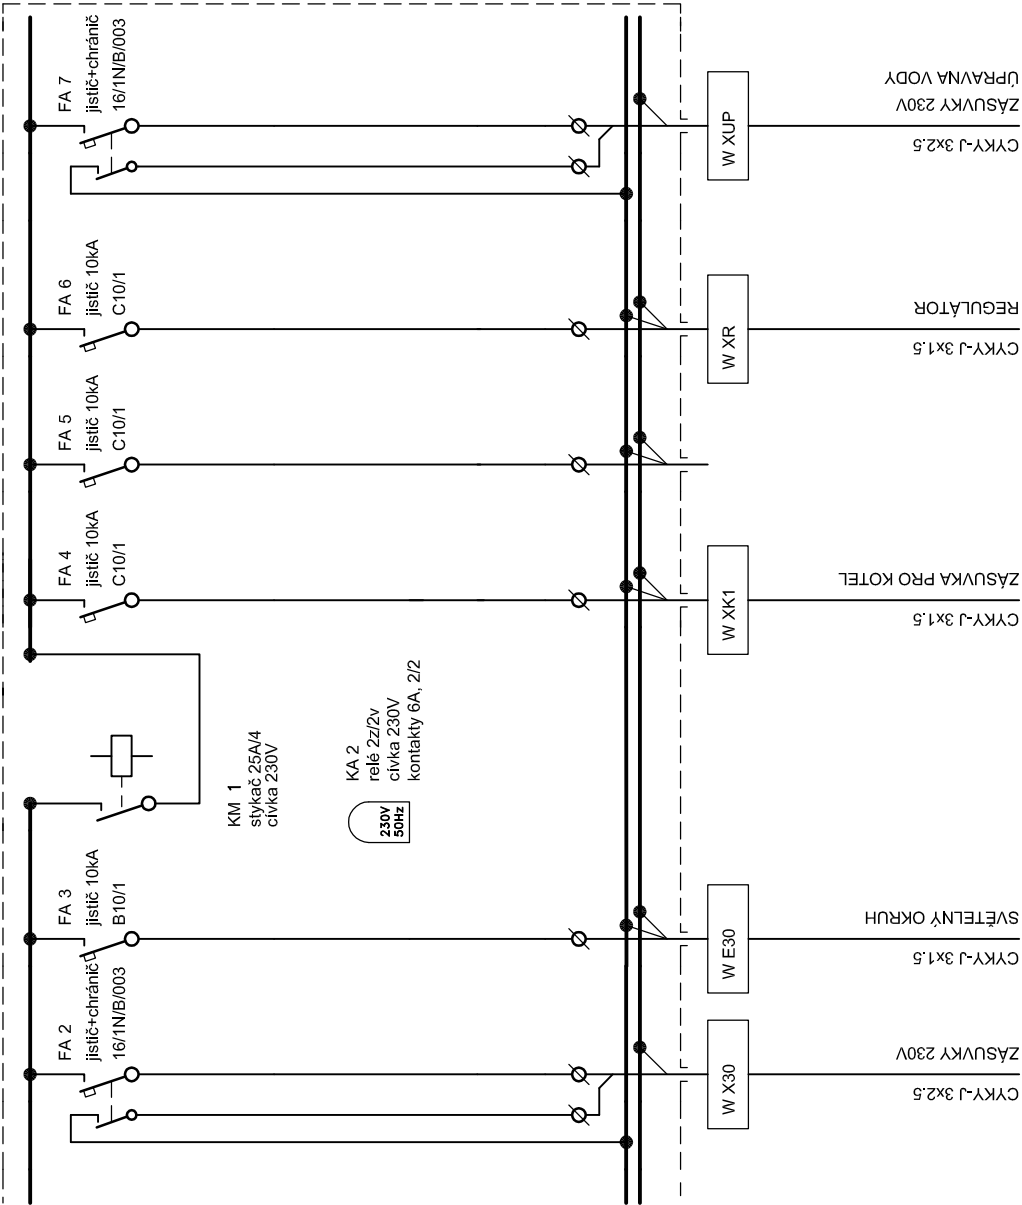 FA 2
jistič+chránič
16/1N/B/003
FA 3
jistič 10kA
B10/1
KM 1
stykač 25A/4
cívka 230V
KA 2
relé 2z/2v
cívka 230V
kontakty 6A, 2/2
230V
50Hz
FA 4
jistič 10kA
C10/1
FA 5
jistič 10kA
C10/1
FA 6
jistič 10kA
C10/1
FA 7
jistič+chránič
16/1N/B/003
W X30
W E30
W XK1
W XR
W XUP
CYKY-J 3x2.5
ZÁSUVKY 230V
CYKY-J 3x1.5
SVĚTELNÝ OKRUH
CYKY-J 3x1.5
ZÁSUVKA PRO KOTEL
CYKY-J 3x1.5
REGULÁTOR
CYKY-J 3x2.5
ZÁSUVKY 230V
ÚPRAVNA VODY